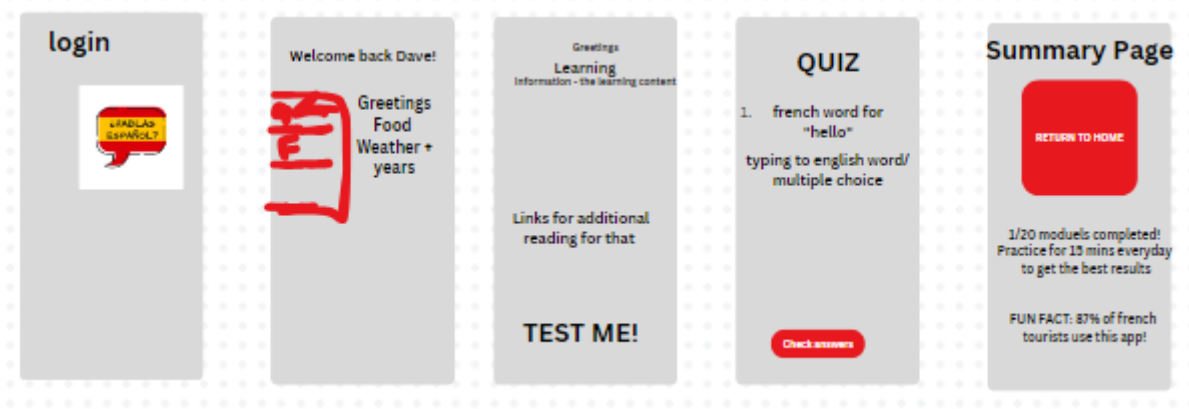 login
¿HABLAS
ESPAÑOL?
Welcome back Dave!
Greetings
Food
Weather +
years
Greetings
Learning
Information - the learning content
Links for additional
reading for that
TEST ME!
QUIZ
1. french word for
"hello"
typing to english word/
multiple choice
Check answers
Summary Page
RETURN TO HOME
1/20 moduels completed!
Practice for 15 mins everyday
to get the best results
FUN FACT: 87% of french
tourists use this app!